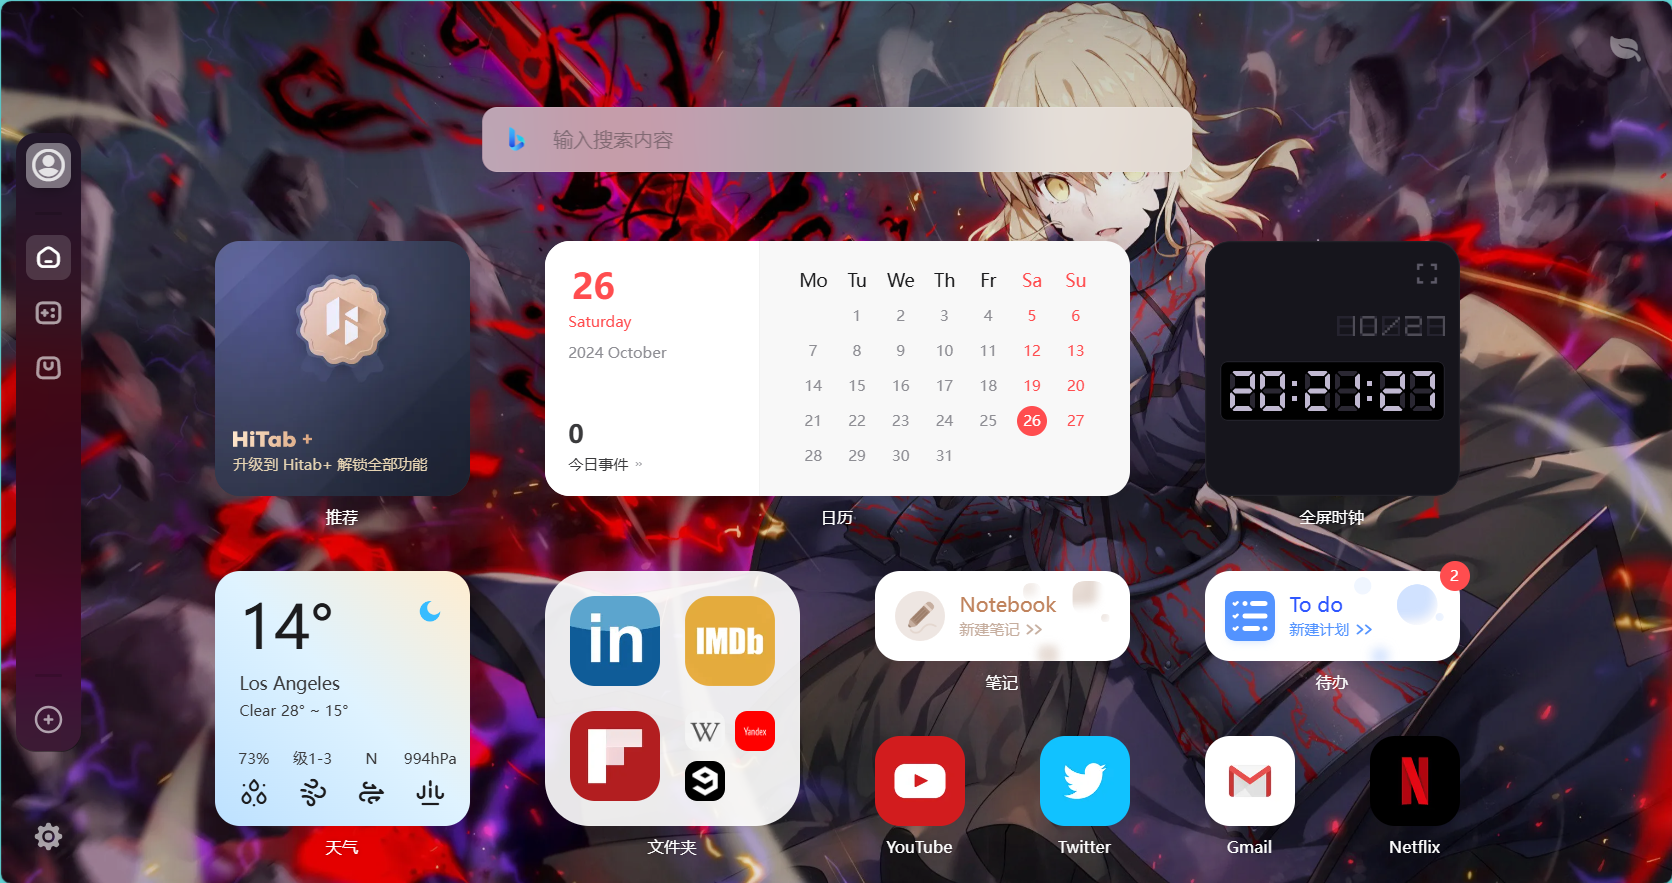 输入搜索内容
HiTab +
升级到 Hitab+ 解锁全部功能
推荐
26
Saturday
2024 October
0
今日事件 »
Mo Tu We Th Fr Sa Su
1 2 3 4 5 6
7 8 9 10 11 12 13
14 15 16 17 18 19 20
21 22 23 24 25 26 27
28 29 30 31
日历
10/27
20:21:27
全屏时钟
14°
Los Angeles
Clear 28° ~ 15°
73% 级1-3 N 994hPa
天气
in
IMDb
W
Yandex
文件夹
Notebook
新建笔记 >>
笔记
2
To do
新建计划 >>
待办
YouTube
Twitter
Gmail
Netflix